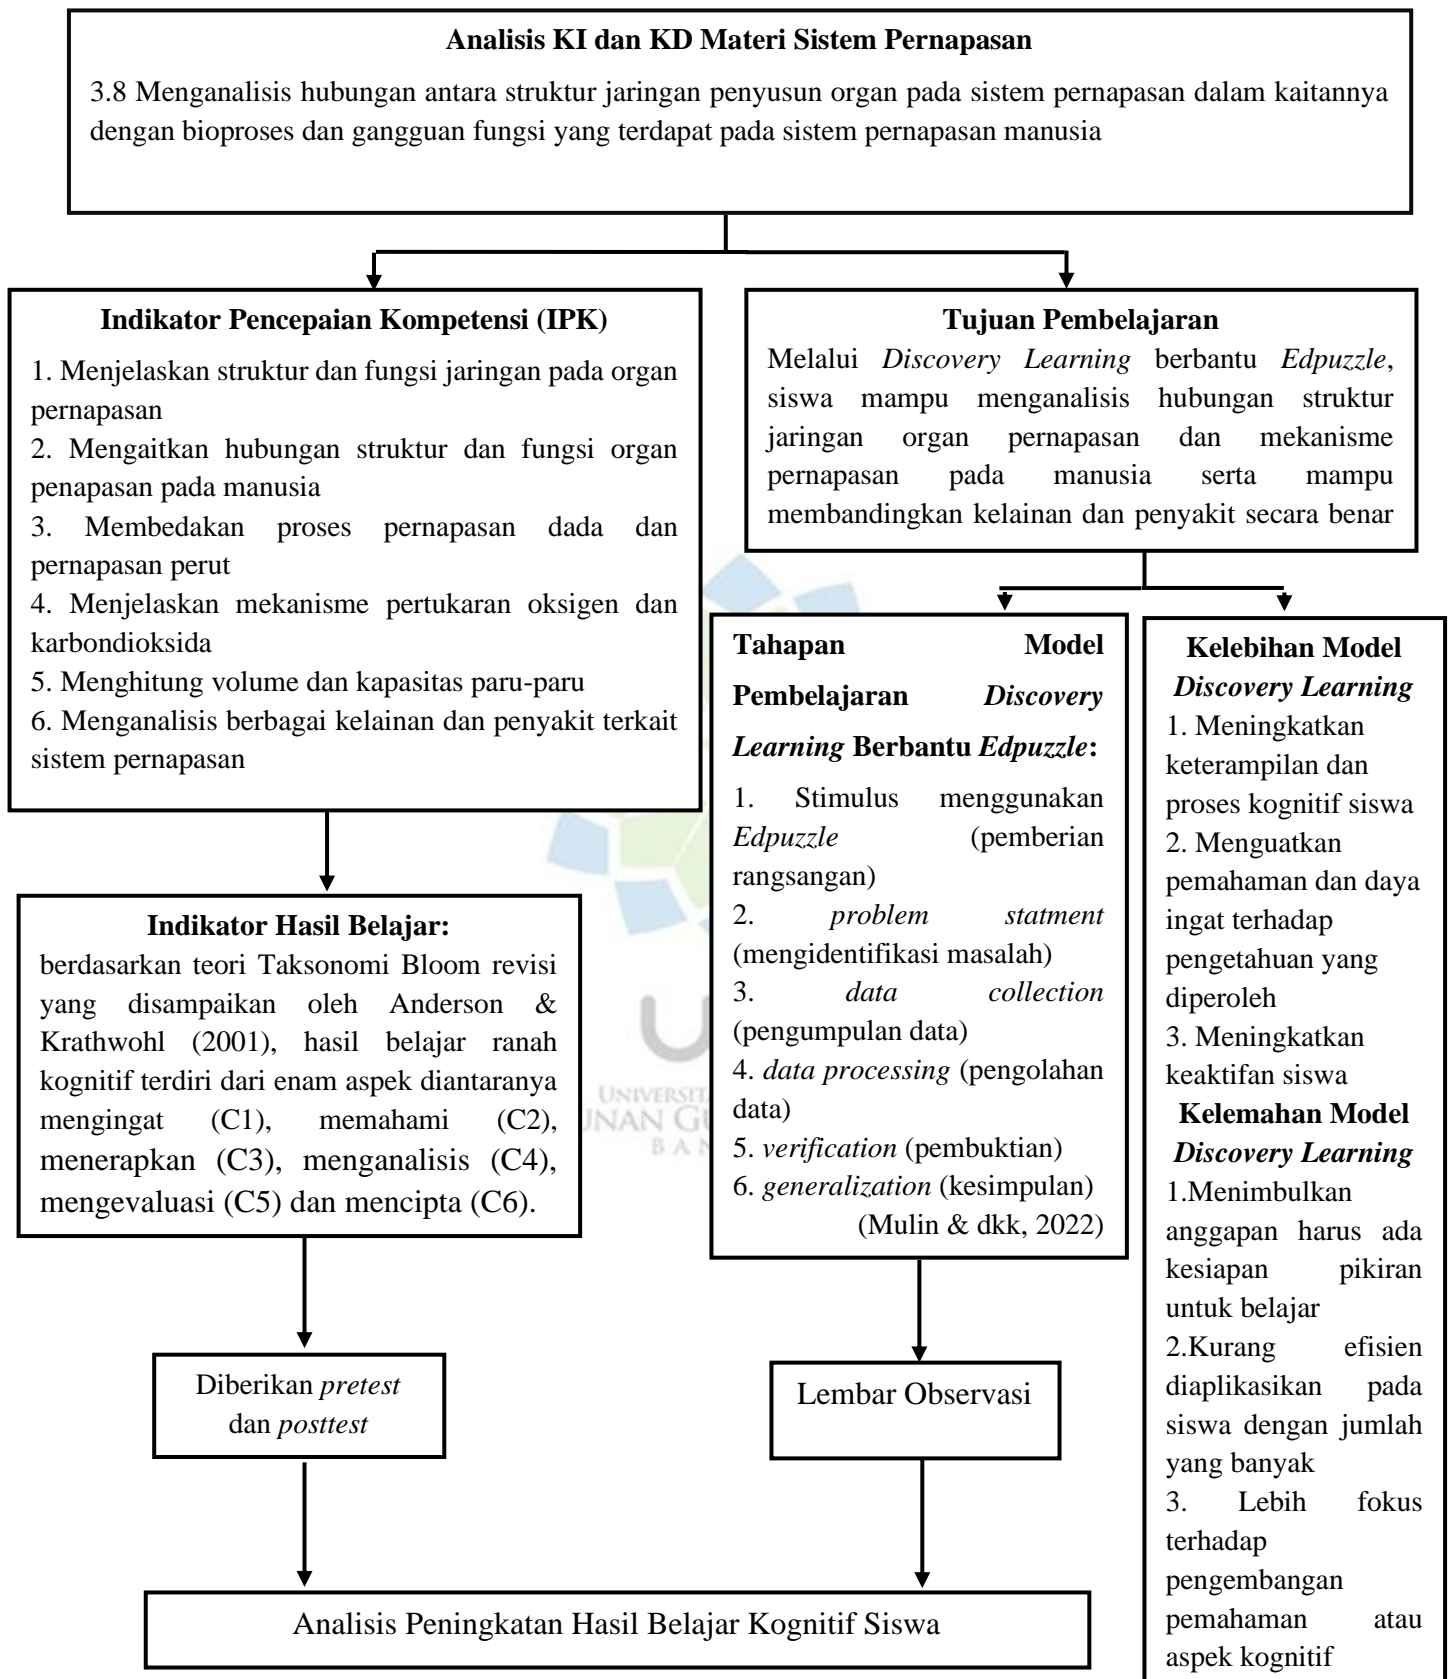 Analisis KI dan KD Materi Sistem Pernapasan
3.8 Menganalisis hubungan antara struktur jaringan penyusun organ pada sistem pernapasan dalam kaitannya
dengan bioproses dan gangguan fungsi yang terdapat pada sistem pernapasan manusia
Indikator Pencepaian Kompetensi (IPK)
1. Menjelaskan struktur dan fungsi jaringan pada organ
pernapasan
2. Mengaitkan hubungan struktur dan fungsi organ
penapasan pada manusia
3. Membedakan proses pernapasan dada dan
pernapasan perut
4. Menjelaskan mekanisme pertukaran oksigen dan
karbondioksida
5. Menghitung volume dan kapasitas paru-paru
6. Menganalisis berbagai kelainan dan penyakit terkait
sistem pernapasan
Tujuan Pembelajaran
Melalui Discovery Learning berbantu Edpuzzle,
siswa mampu menganalisis hubungan struktur
jaringan organ pernapasan dan mekanisme
pernapasan pada manusia serta mampu
membandingkan kelainan dan penyakit secara benar
Indikator Hasil Belajar:
berdasarkan teori Taksonomi Bloom revisi
yang disampaikan oleh Anderson &
Krathwohl (2001), hasil belajar ranah
kognitif terdiri dari enam aspek diantaranya
mengingat (C1), memahami (C2),
menerapkan (C3), menganalisis (C4),
mengevaluasi (C5) dan mencipta (C6).
Tahapan Model
Pembelajaran Discovery
Learning Berbantu Edpuzzle:
1. Stimulus menggunakan
Edpuzzle (pemberian
rangsangan)
2. problem statment
(mengidentifikasi masalah)
3. data collection
(pengumpulan data)
4. data processing (pengolahan
data)
5. verification (pembuktian)
6. generalization (kesimpulan)
(Mulin & dkk, 2022)
Kelebihan Model
Discovery Learning
1. Meningkatkan
keterampilan dan
proses kognitif siswa
2. Menguatkan
pemahaman dan daya
ingat terhadap
pengetahuan yang
diperoleh
3. Meningkatkan
keaktifan siswa
Kelemahan Model
Discovery Learning
1.Menimbulkan
anggapan harus ada
kesiapan pikiran
untuk belajar
2.Kurang efisien
diaplikasikan pada
siswa dengan jumlah
yang banyak
3. Lebih fokus
terhadap
pengembangan
pemahaman atau
aspek kognitif
Diberikan pretest
dan posttest
Lembar Observasi
Analisis Peningkatan Hasil Belajar Kognitif Siswa